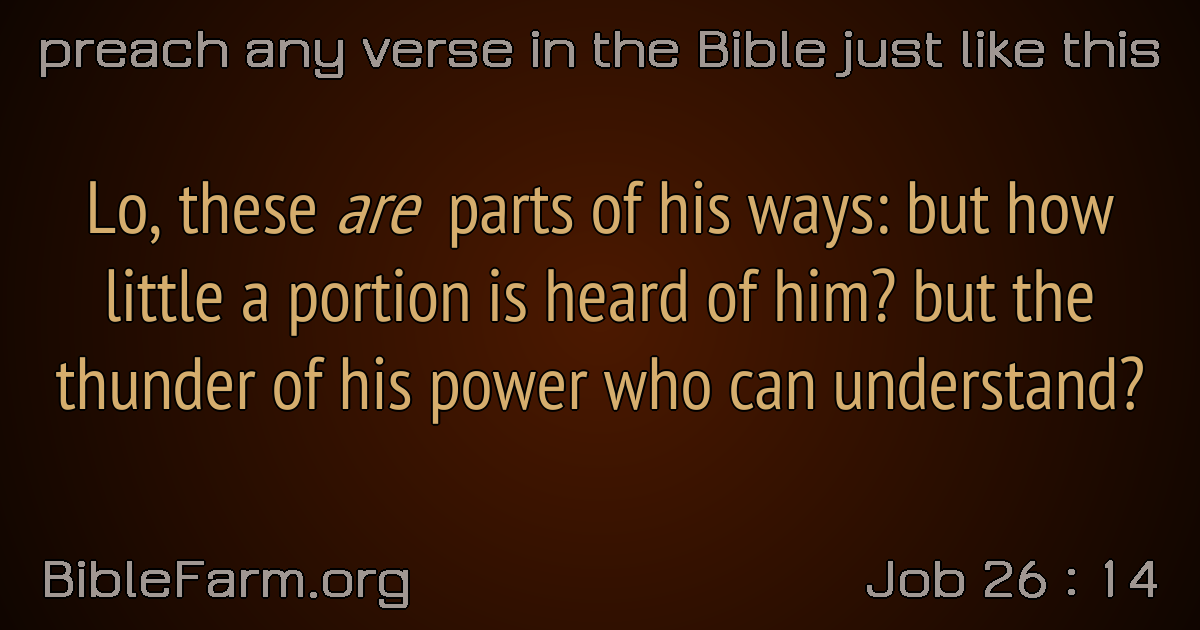 preach any verse in the Bible just like this
Lo, these are parts of his ways: but how
little a portion is heard of him? but the
thunder of his power who can understand?
BibleFarm.org
Job 26 : 14